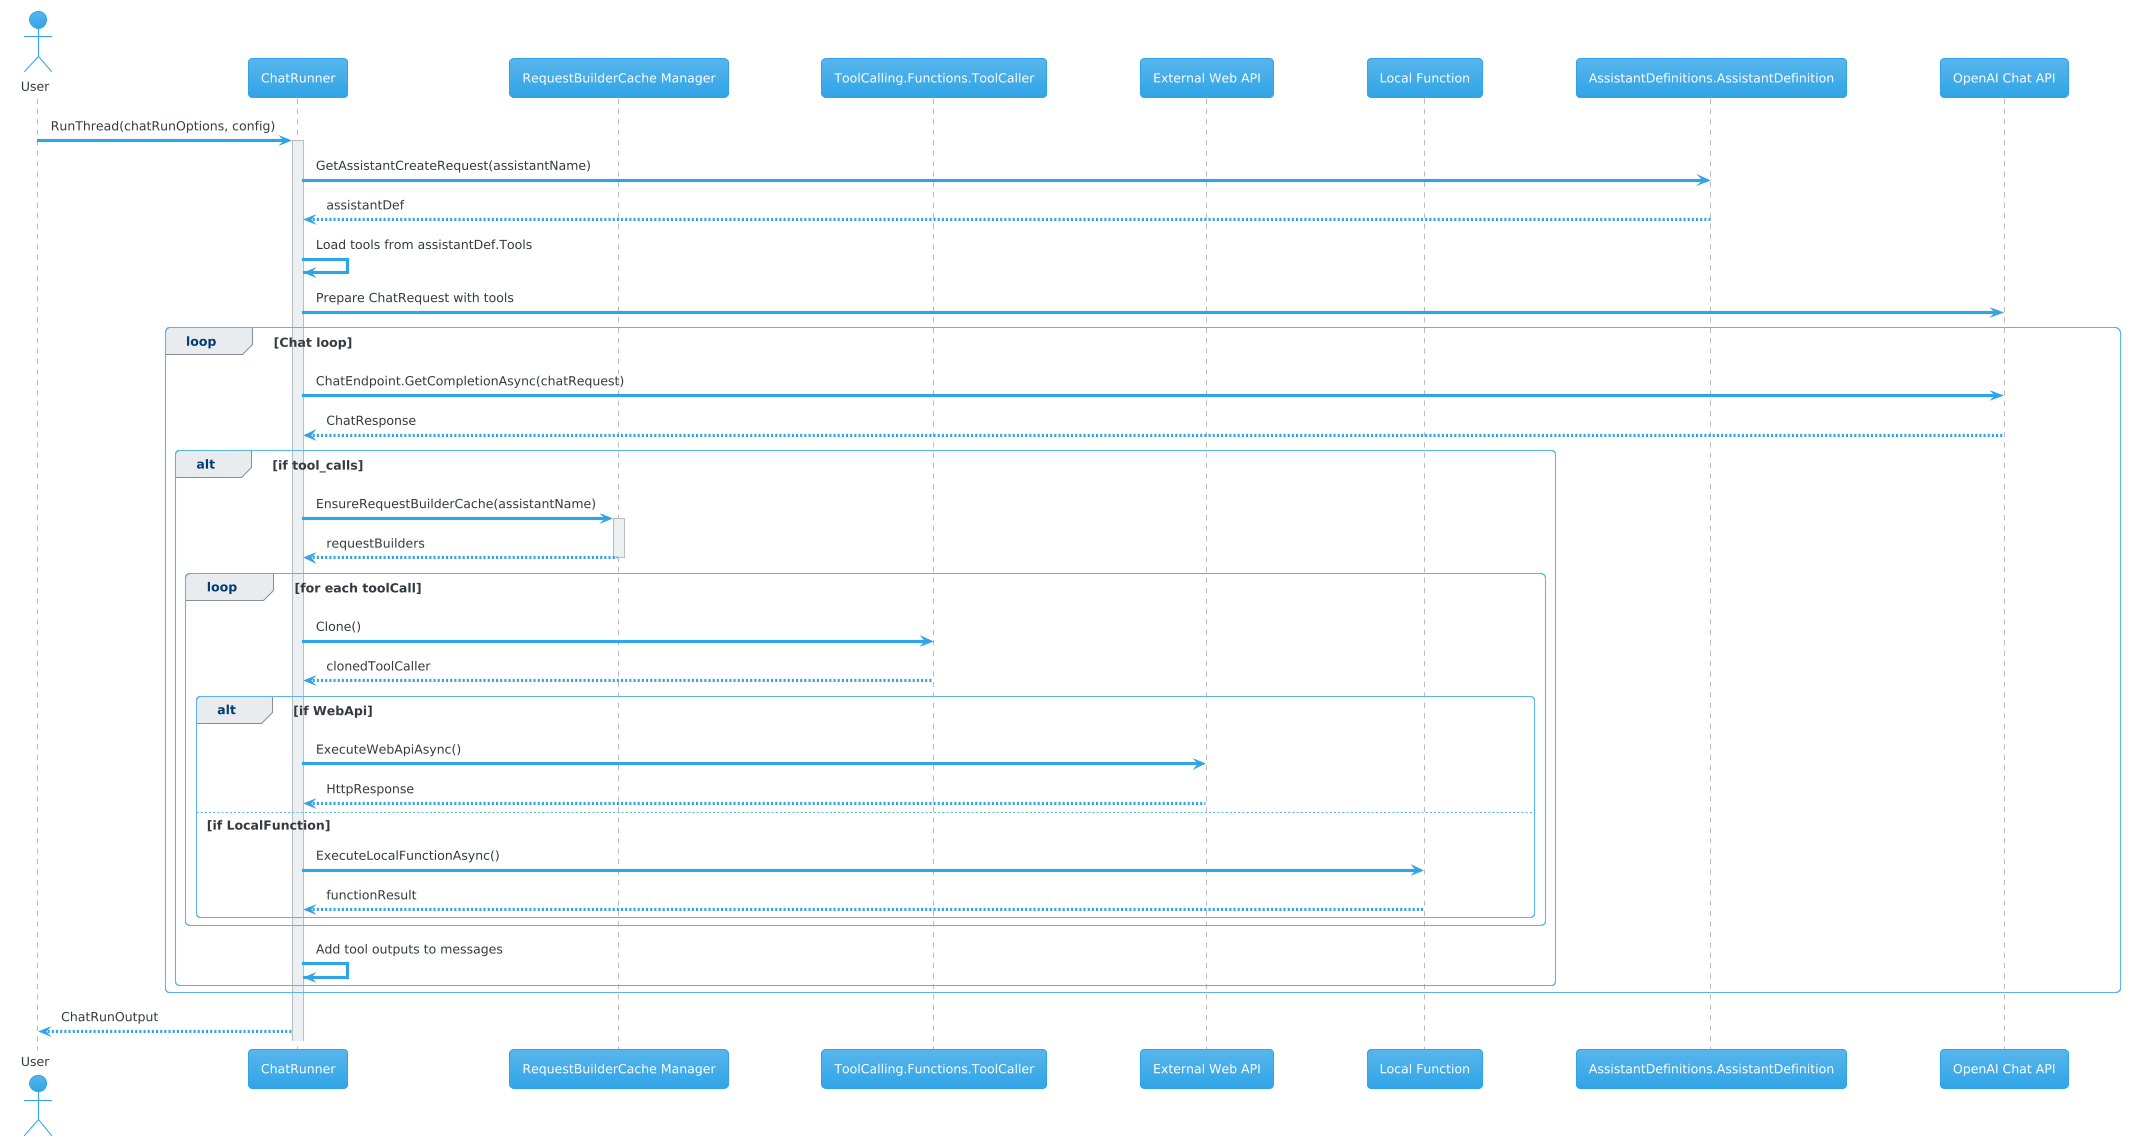 User
ChatRunner
RequestBuilderCache Manager
ToolCalling.Functions.ToolCaller
External Web API
Local Function
AssistantDefinitions.AssistantDefinition
OpenAI Chat API
RunThread(chatRunOptions, config)
GetAssistantCreateRequest(assistantName)
assistantDef
Load tools from assistantDef.Tools
Prepare ChatRequest with tools
loop
[Chat loop]
ChatEndpoint.GetCompletionAsync(chatRequest)
ChatResponse
alt
[if tool_calls]
EnsureRequestBuilderCache(assistantName)
requestBuilders
loop
[for each toolCall]
Clone()
clonedToolCaller
alt
[if WebApi]
ExecuteWebApiAsync()
HttpResponse
[if LocalFunction]
ExecuteLocalFunctionAsync()
functionResult
Add tool outputs to messages
ChatRunOutput
User
ChatRunner
RequestBuilderCache Manager
ToolCalling.Functions.ToolCaller
External Web API
Local Function
AssistantDefinitions.AssistantDefinition
OpenAI Chat API